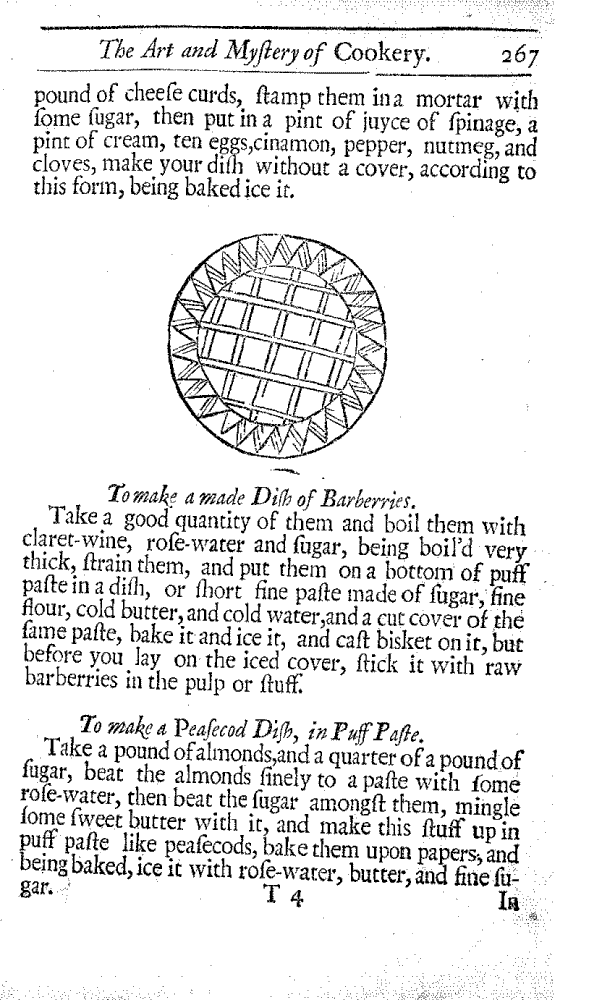 The Art and Myſtery of Cookery. 267
pound of cheeſe curds, ſtamp them in a mortar with
ſome ſugar, then put in a pint of juyce of ſpinage, a
pint of cream, ten eggs,cinamon, pepper, nutmeg, and
cloves, make your diſh without a cover, according to
this form, being baked ice it.
To make a made Diſh of Barberries.
Take a good quantity of them and boil them with
claret-wine, roſe-water and ſugar, being boil'd very
thick, ſtrain them, and put them on a bottom of puff
paſte in a diſh, or ſhort fine paſte made of ſugar, fine
flour, cold butter, and cold water,and a cut cover of the
ſame paſte, bake it and ice it, and caſt bisket on it, but
before you lay on the iced cover, ſtick it with raw
barberries in the pulp or ſtuff.
To make a Peaſecod Diſh, in Puff Paſte.
Take a pound of almonds,and a quarter of a pound of
ſugar, beat the almonds finely to a paſte with ſome
roſe-water, then beat the ſugar amongſt them, mingle
ſome ſweet butter with it, and make this ſtuff up in
puff paſte like peaſecods, bake them upon papers, and
being baked, ice it with roſe-water, butter, and fine ſu-
gar. T 4 In